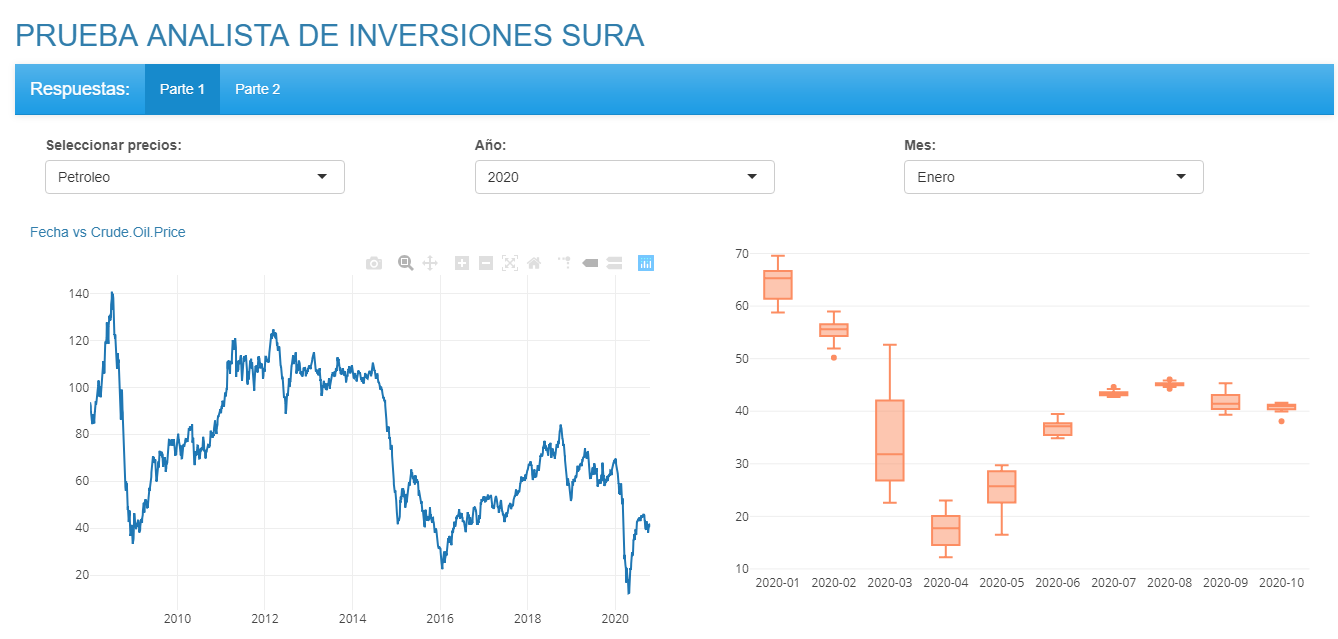 PRUEBA ANALISTA DE INVERSIONES SURA
Respuestas: Parte 1 Parte 2
Seleccionar precios: Año: Mes:
Petroleo 2020 Enero
Fecha vs Crude.Oil.Price
140
120
100
80
60
40
20
2010 2012 2014 2016 2018 2020
70
60
50
40
30
20
10
2020-01 2020-02 2020-03 2020-04 2020-05 2020-06 2020-07 2020-08 2020-09 2020-10